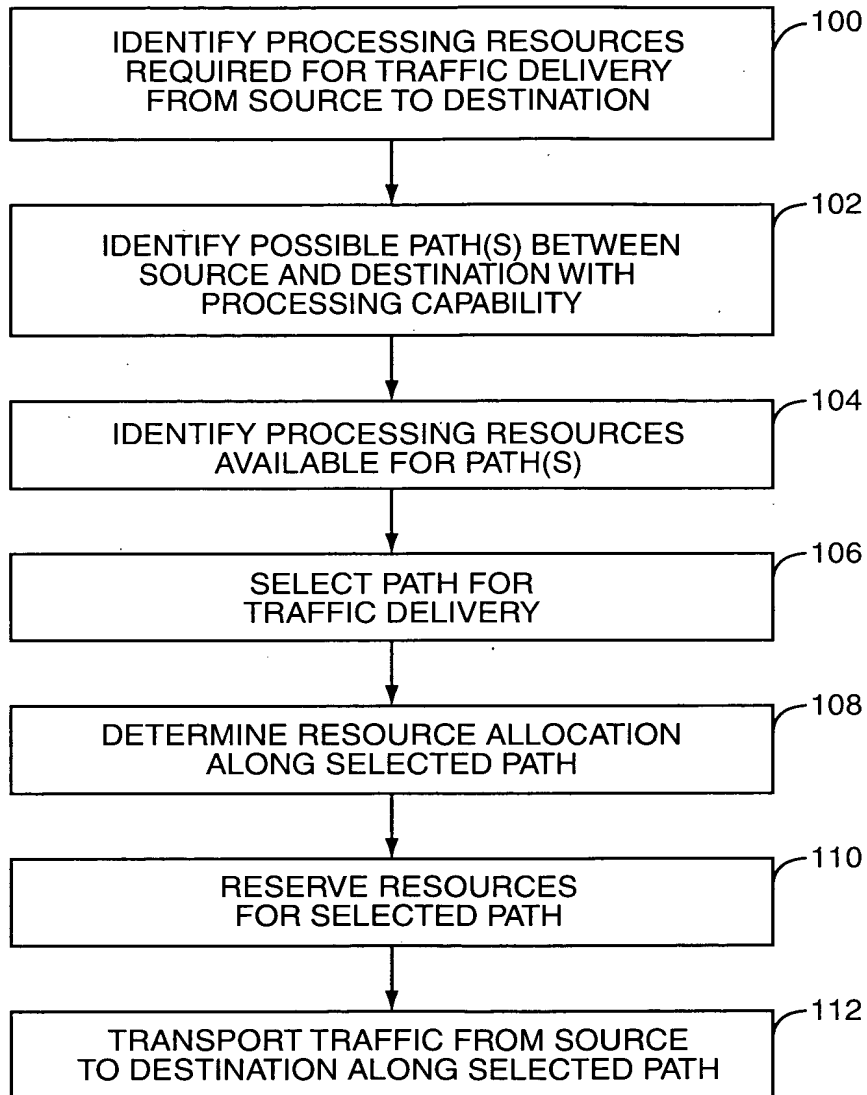 100
IDENTIFY PROCESSING RESOURCES
REQUIRED FOR TRAFFIC DELIVERY
FROM SOURCE TO DESTINATION
102
IDENTIFY POSSIBLE PATH(S) BETWEEN
SOURCE AND DESTINATION WITH
PROCESSING CAPABILITY
104
IDENTIFY PROCESSING RESOURCES
AVAILABLE FOR PATH(S)
106
SELECT PATH FOR
TRAFFIC DELIVERY
108
DETERMINE RESOURCE ALLOCATION
ALONG SELECTED PATH
110
RESERVE RESOURCES
FOR SELECTED PATH
112
TRANSPORT TRAFFIC FROM SOURCE
TO DESTINATION ALONG SELECTED PATH